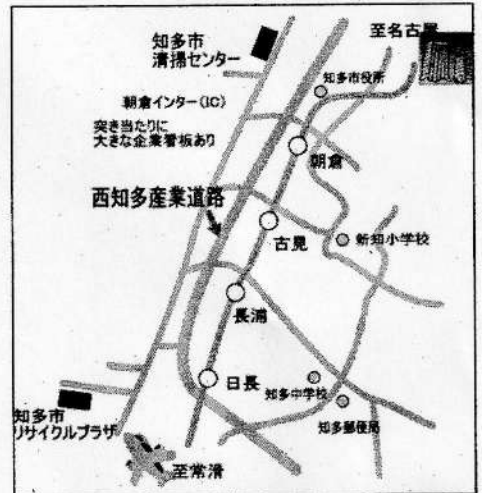 知多市
清掃センター
至名古屋
知多市役所
朝倉インター(IC)
突き当たりに
大きな企業看板あり
朝倉
西知多産業道路
古見
新知小学校
長浦
日長
知多中学校
知多郵便局
知多市
リサイクルプラザ
至常滑